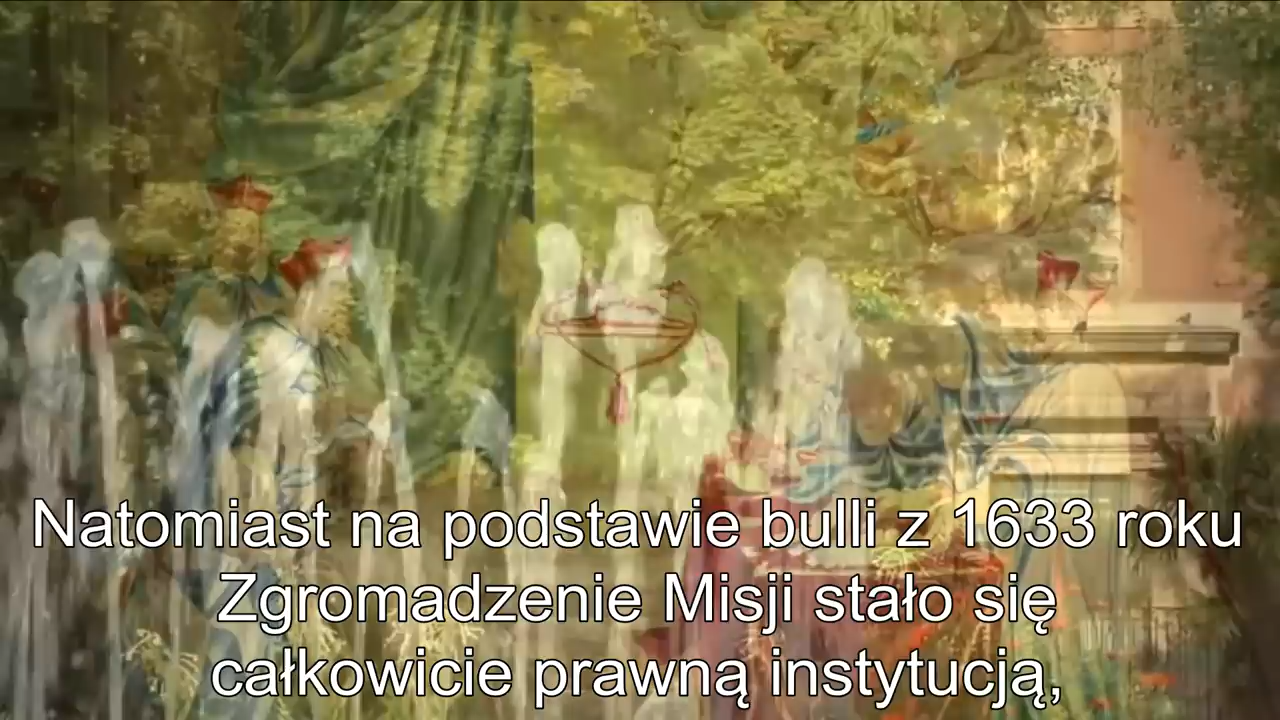 Natomiast na podstawie bulli z 1633 roku
Zgromadzenie Misji stało się
całkowicie prawną instytucją,